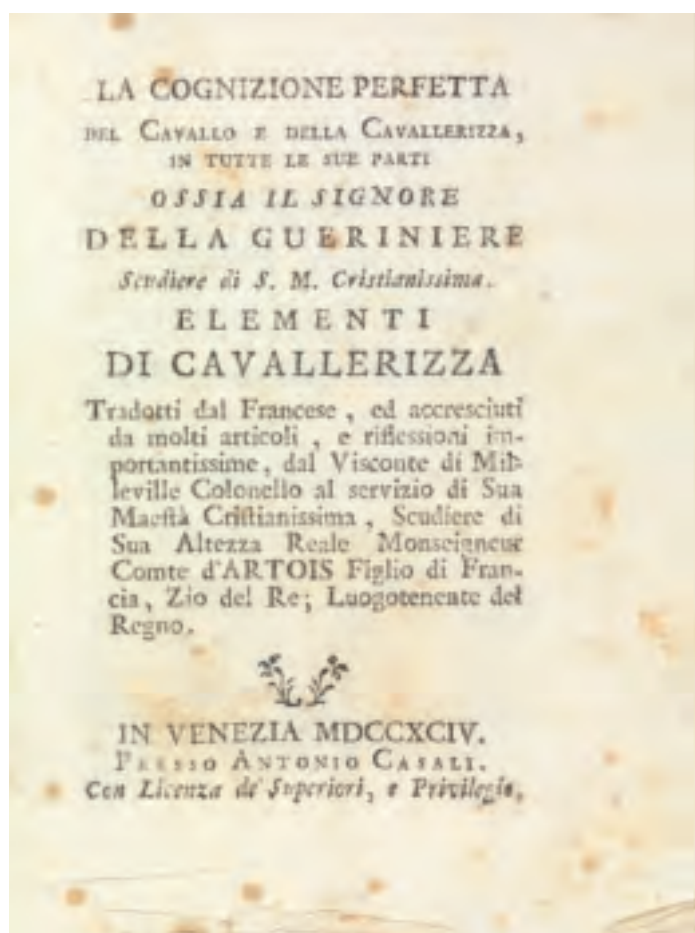 LA COGNIZIONE PERFETTA
DEL CAVALLO E DELLA CAVALLERIZZA,
IN TUTTE LE SUE PARTI
OSSIA IL SIGNORE
DELLA GUERINIERE
Scudiere di S. M. Cristianissima.
ELEMENTI
DI CAVALLERIZZA
Tradotti dal Francese, ed accresciuti
da molti articoli, e riflessioni im-
portantissime, dal Visconte di Mil-
leville Colonello al servizio di Sua
Maestà Cristianissima, Scudiere di
Sua Altezza Reale Monseigneur
Comte d'ARTOIS Figlio di Fran-
cia, Zio del Re; Luogotenente del
Regno.
IN VENEZIA MDCCXCIV.
PRESSO ANTONIO CASALI.
Con Licenza de' Superiori, e Privilegio,